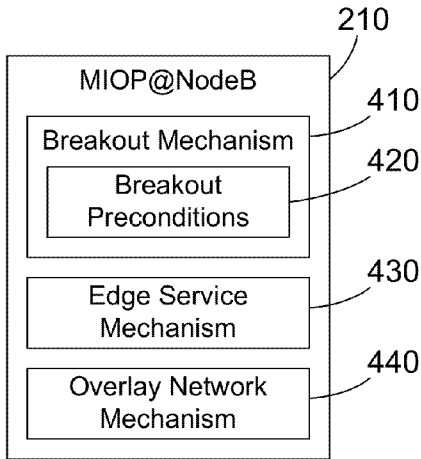 210
MIOP@NodeB
410
Breakout Mechanism
420
Breakout
Preconditions
430
Edge Service
Mechanism
440
Overlay Network
Mechanism